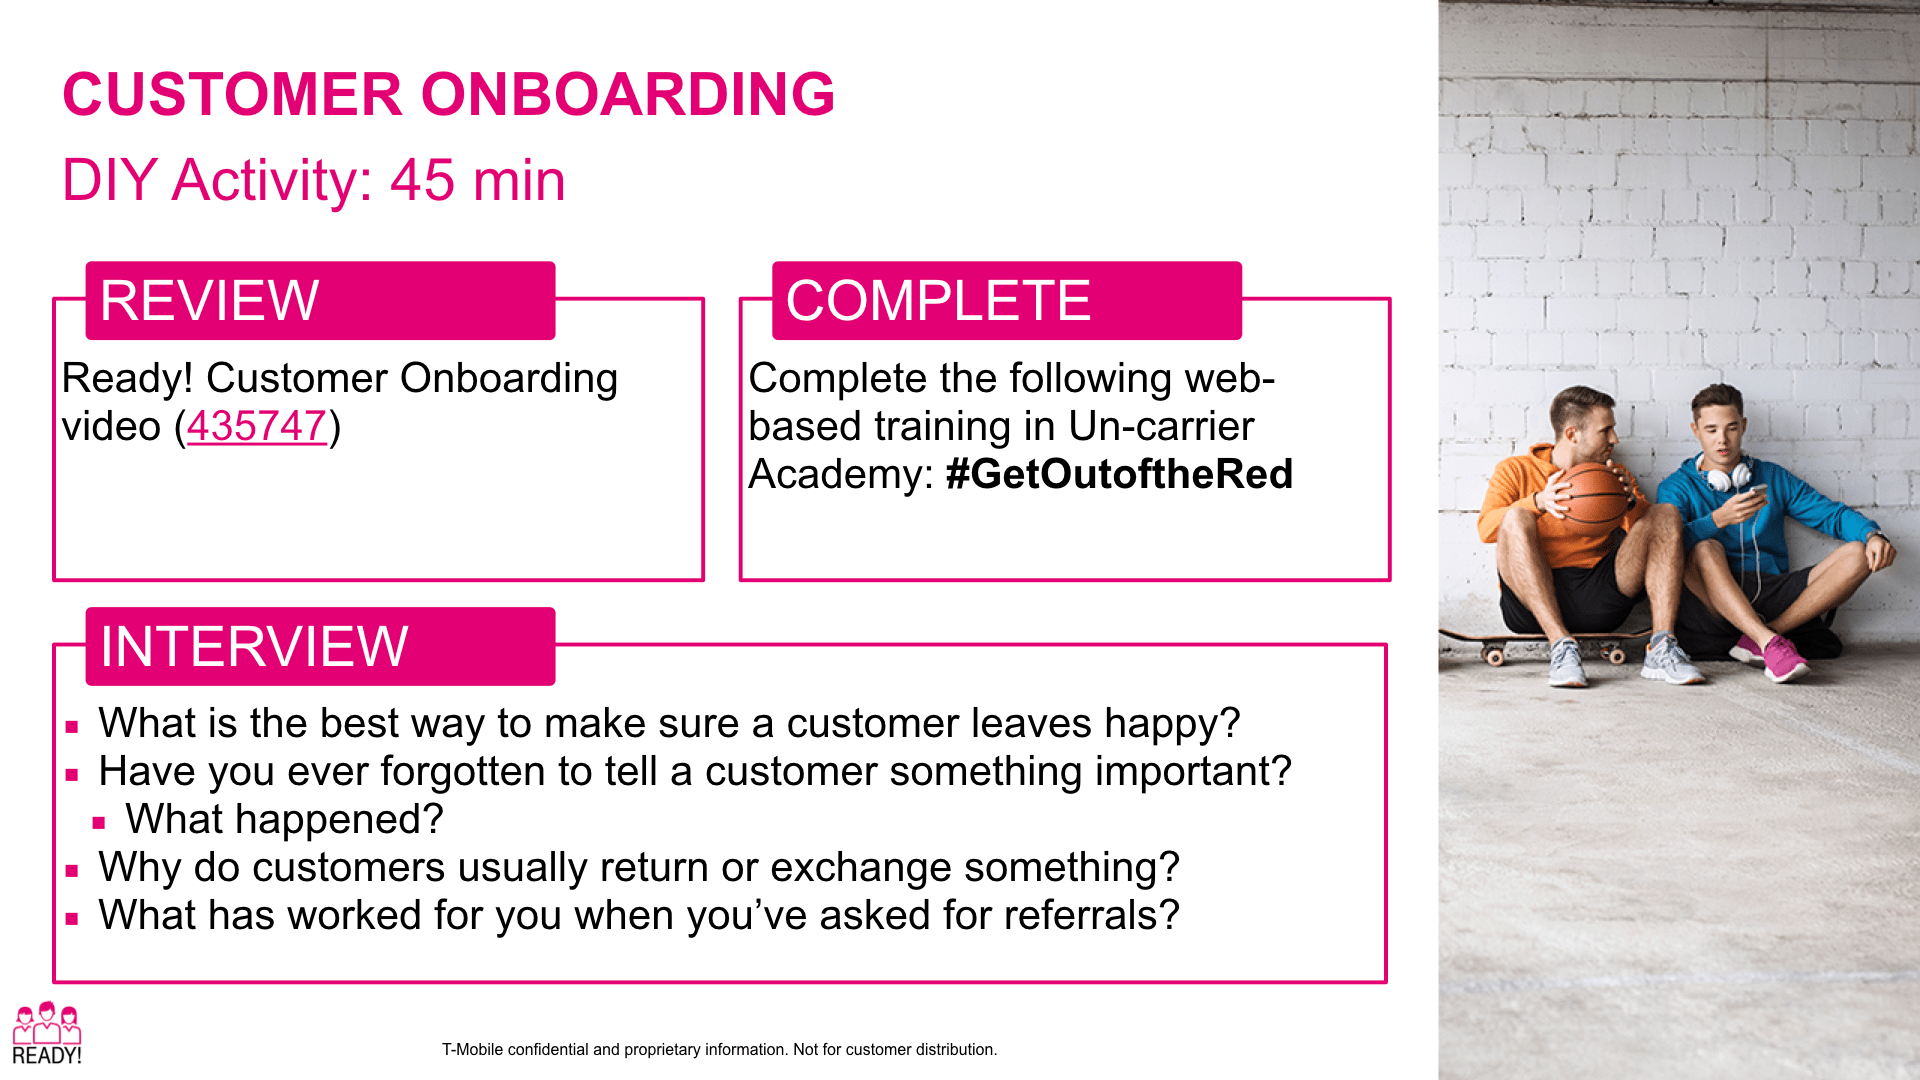 CUSTOMER ONBOARDING
DIY Activity: 45 min
REVIEW
Ready! Customer Onboarding
video (435747)
COMPLETE
Complete the following web-
based training in Un-carrier
Academy: #GetOutoftheRed
INTERVIEW
What is the best way to make sure a customer leaves happy?
Have you ever forgotten to tell a customer something important?
What happened?
Why do customers usually return or exchange something?
What has worked for you when you’ve asked for referrals?
READY!
T-Mobile confidential and proprietary information. Not for customer distribution.